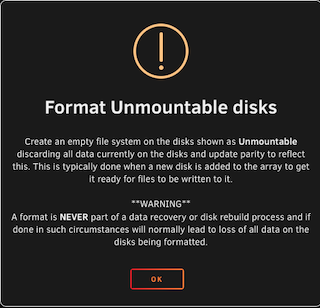 Format Unmountable disks
Create an empty file system on the disks shown as Unmountable
discarding all data currently on the disks and update parity to reflect
this. This is typically done when a new disk is added to the array to get
it ready for files to be written to it.
**WARNING**
A format is NEVER part of a data recovery or disk rebuild process and if
done in such circumstances will normally lead to loss of all data on the
disks being formatted.
OK